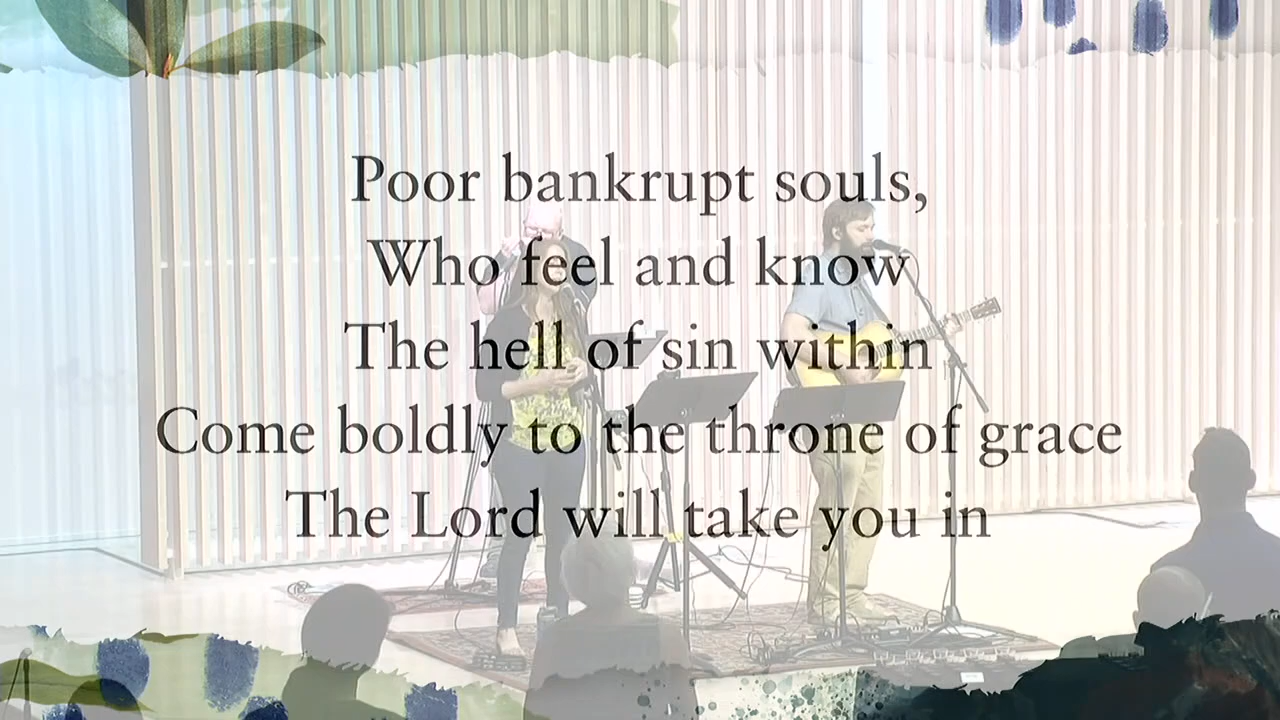 Poor bankrupt souls,
Who feel and know
The hell of sin within
Come boldly to the throne of grace
The Lord will take you in